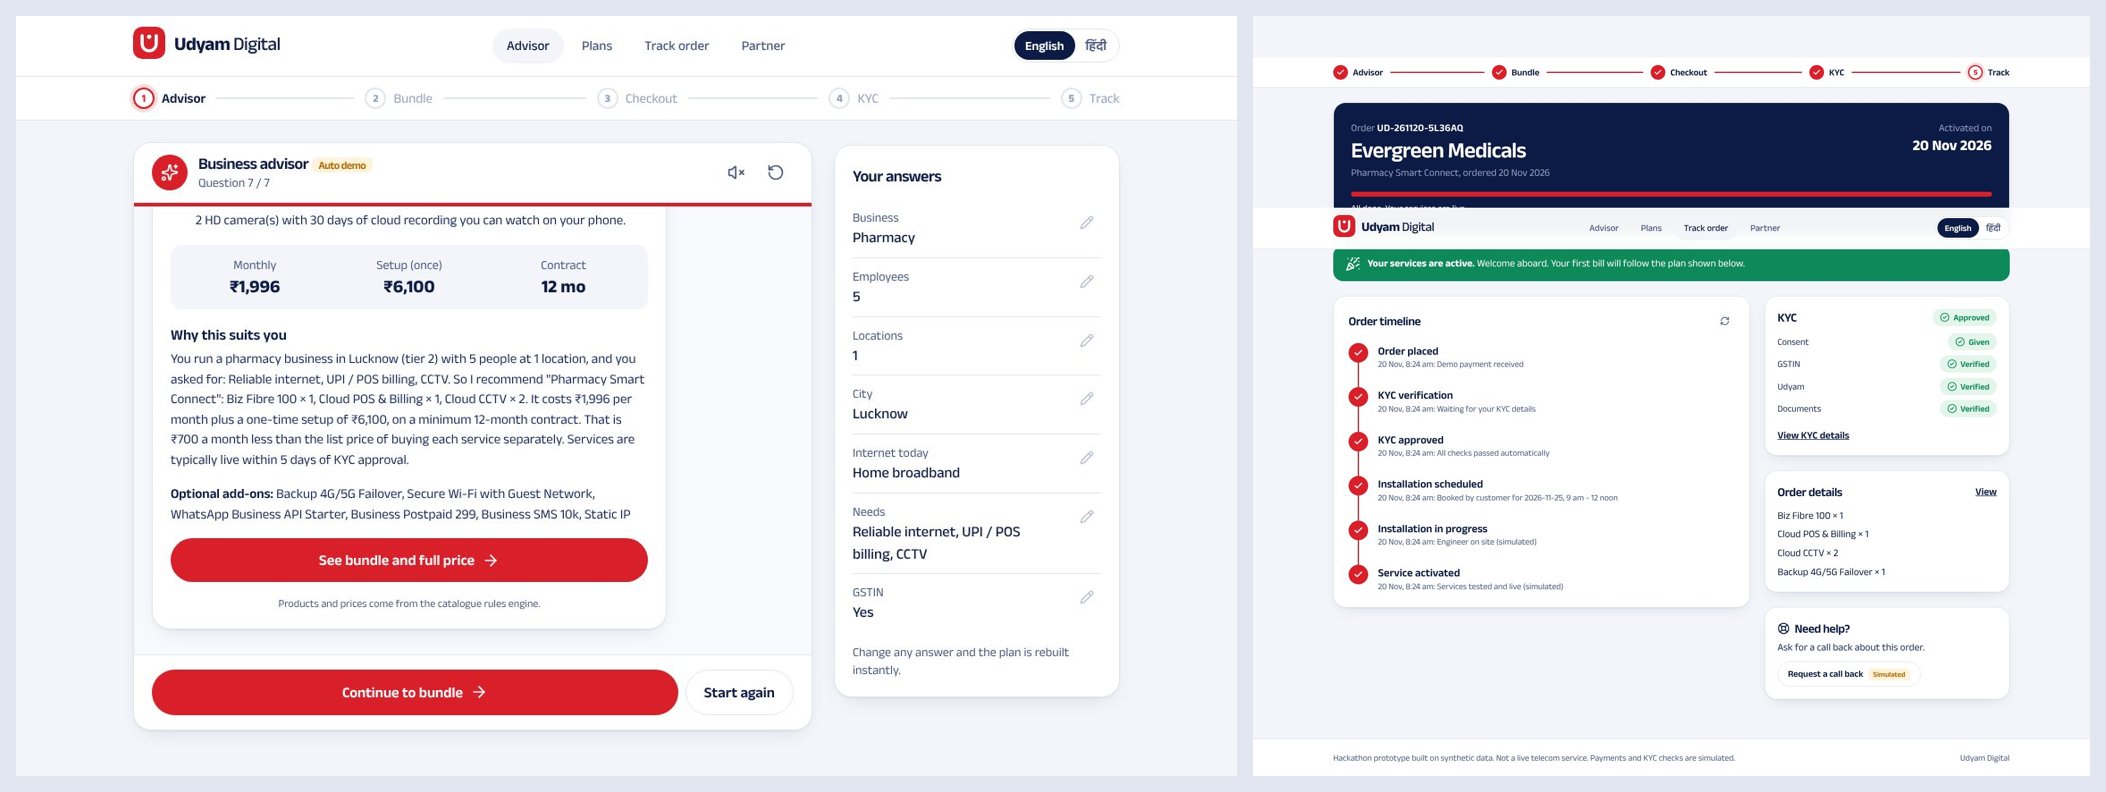 Udyam Digital
Advisor
Plans
Track order
Partner
English
हिंदी
1 Advisor
2 Bundle
3 Checkout
4 KYC
5 Track
Business advisor Auto demo
Question 7 / 7
2 HD camera(s) with 30 days of cloud recording you can watch on your phone.
Monthly
₹1,996
Setup (once)
₹6,100
Contract
12 mo
Why this suits you
You run a pharmacy business in Lucknow (tier 2) with 5 people at 1 location, and you
asked for: Reliable internet, UPI / POS billing, CCTV. So I recommend "Pharmacy Smart
Connect": Biz Fibre 100 × 1, Cloud POS & Billing × 1, Cloud CCTV × 2. It costs ₹1,996 per
month plus a one-time setup of ₹6,100, on a minimum 12-month contract. That is
₹700 a month less than the list price of buying each service separately. Services are
typically live within 5 days of KYC approval.
Optional add-ons: Backup 4G/5G Failover, Secure Wi-Fi with Guest Network,
WhatsApp Business API Starter, Business Postpaid 299, Business SMS 10k, Static IP
See bundle and full price
Products and prices come from the catalogue rules engine.
Continue to bundle
Start again
Your answers
Business
Pharmacy
Employees
5
Locations
1
City
Lucknow
Internet today
Home broadband
Needs
Reliable internet, UPI / POS
billing, CCTV
GSTIN
Yes
Change any answer and the plan is rebuilt
instantly.
Advisor
Bundle
Checkout
KYC
5 Track
Order UD-261120-5L36AQ
Evergreen Medicals
Pharmacy Smart Connect, ordered 20 Nov 2026
Activated on
20 Nov 2026
All done. Your services are live.
Udyam Digital
Advisor
Plans
Track order
Partner
English
हिंदी
Your services are active. Welcome aboard. Your first bill will follow the plan shown below.
Order timeline
Order placed
20 Nov, 8:24 am: Demo payment received
KYC verification
20 Nov, 8:24 am: Waiting for your KYC details
KYC approved
20 Nov, 8:24 am: All checks passed automatically
Installation scheduled
20 Nov, 8:24 am: Booked by customer for 2026-11-25, 9 am - 12 noon
Installation in progress
20 Nov, 8:24 am: Engineer on site (simulated)
Service activated
20 Nov, 8:24 am: Services tested and live (simulated)
KYC Approved
Consent Given
GSTIN Verified
Udyam Verified
Documents Verified
View KYC details
Order details View
Biz Fibre 100 × 1
Cloud POS & Billing × 1
Cloud CCTV × 2
Backup 4G/5G Failover × 1
Need help?
Ask for a call back about this order.
Request a call back Simulated
Hackathon prototype built on synthetic data. Not a live telecom service. Payments and KYC checks are simulated.
Udyam Digital